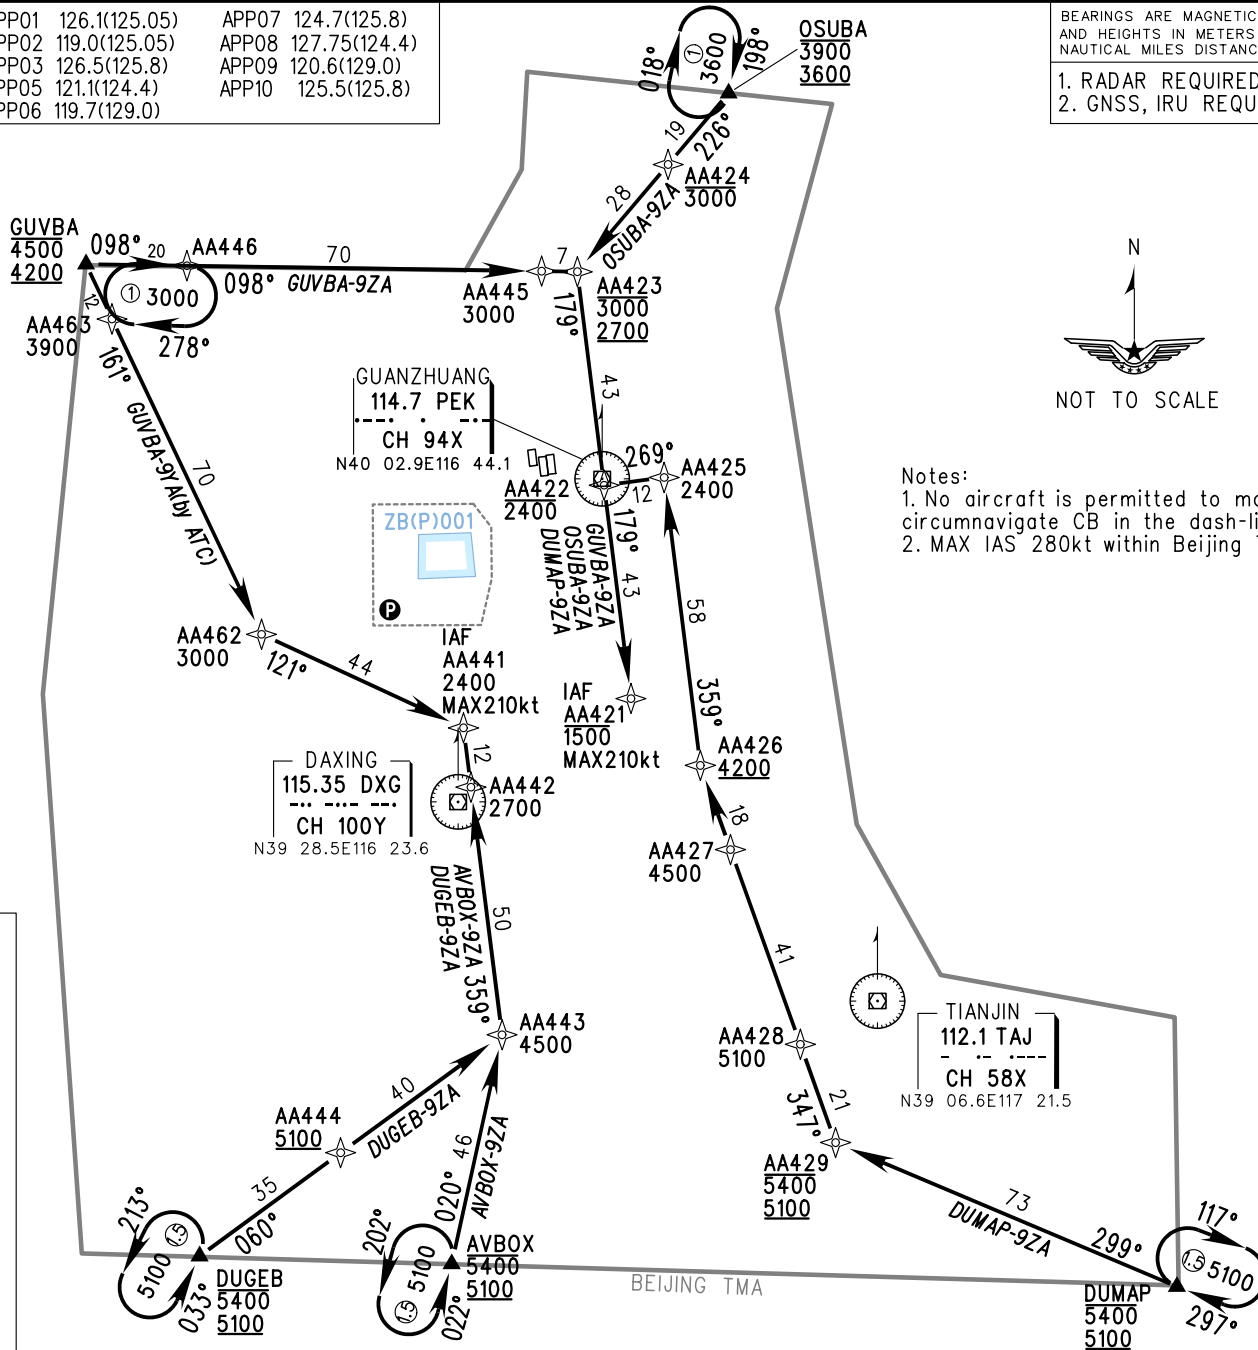 PP01 126.1(125.05) APP07 124.7(125.8)
PP02 119.0(125.05) APP08 127.75(124.4)
PP03 126.5(125.8) APP09 120.6(129.0)
PP05 121.1(124.4) APP10 125.5(125.8)
PP06 119.7(129.0)
BEARINGS ARE MAGNETIC
AND HEIGHTS IN METERS
NAUTICAL MILES DISTANC
1. RADAR REQUIRED
2. GNSS, IRU REQU
018°
① 3600
198°
OSUBA
3900
3600
19
226°
AA424
3000
28
OSUBA-9ZA
GUVBA
4500
4200
098°
20
AA446
70
098° GUVBA-9ZA
① 3000
278°
12
AA463
3900
AA445
3000
7
AA423
3000
2700
179°
43
161° GUVBA-9YA(by ATC)
70
N
NOT TO SCALE
GUANZHUANG
114.7 PEK
CH 94X
N40 02.9E116 44.1
269°
12
AA425
2400
AA422
2400
179°
43
GUVBA-9ZA
OSUBA-9ZA
DUMAP-9ZA
Notes:
1. No aircraft is permitted to mo
circumnavigate CB in the dash-li
2. MAX IAS 280kt within Beijing T
ZB(P)001
P
58
359°
AA462
3000
121°
44
IAF
AA441
2400
MAX210kt
IAF
AA421
1500
MAX210kt
12
AA442
2700
DAXING
115.35 DXG
CH 100Y
N39 28.5E116 23.6
AA426
4200
18
AA427
4500
AVBOX-9ZA 359°
DUGEB-9ZA
50
41
AA443
4500
AA428
5100
TIANJIN
112.1 TAJ
CH 58X
N39 06.6E117 21.5
21
347°
AA429
5400
5100
40
DUGEB-9ZA
AA444
5100
46
AVBOX-9ZA
020°
35
060°
213°
5100 1.5
033°
DUGEB
5400
5100
202°
1.5 5100
022°
AVBOX
5400
5100
BEIJING TMA
73
DUMAP-9ZA
299°
117°
1.5 5100
297°
DUMAP
5400
5100